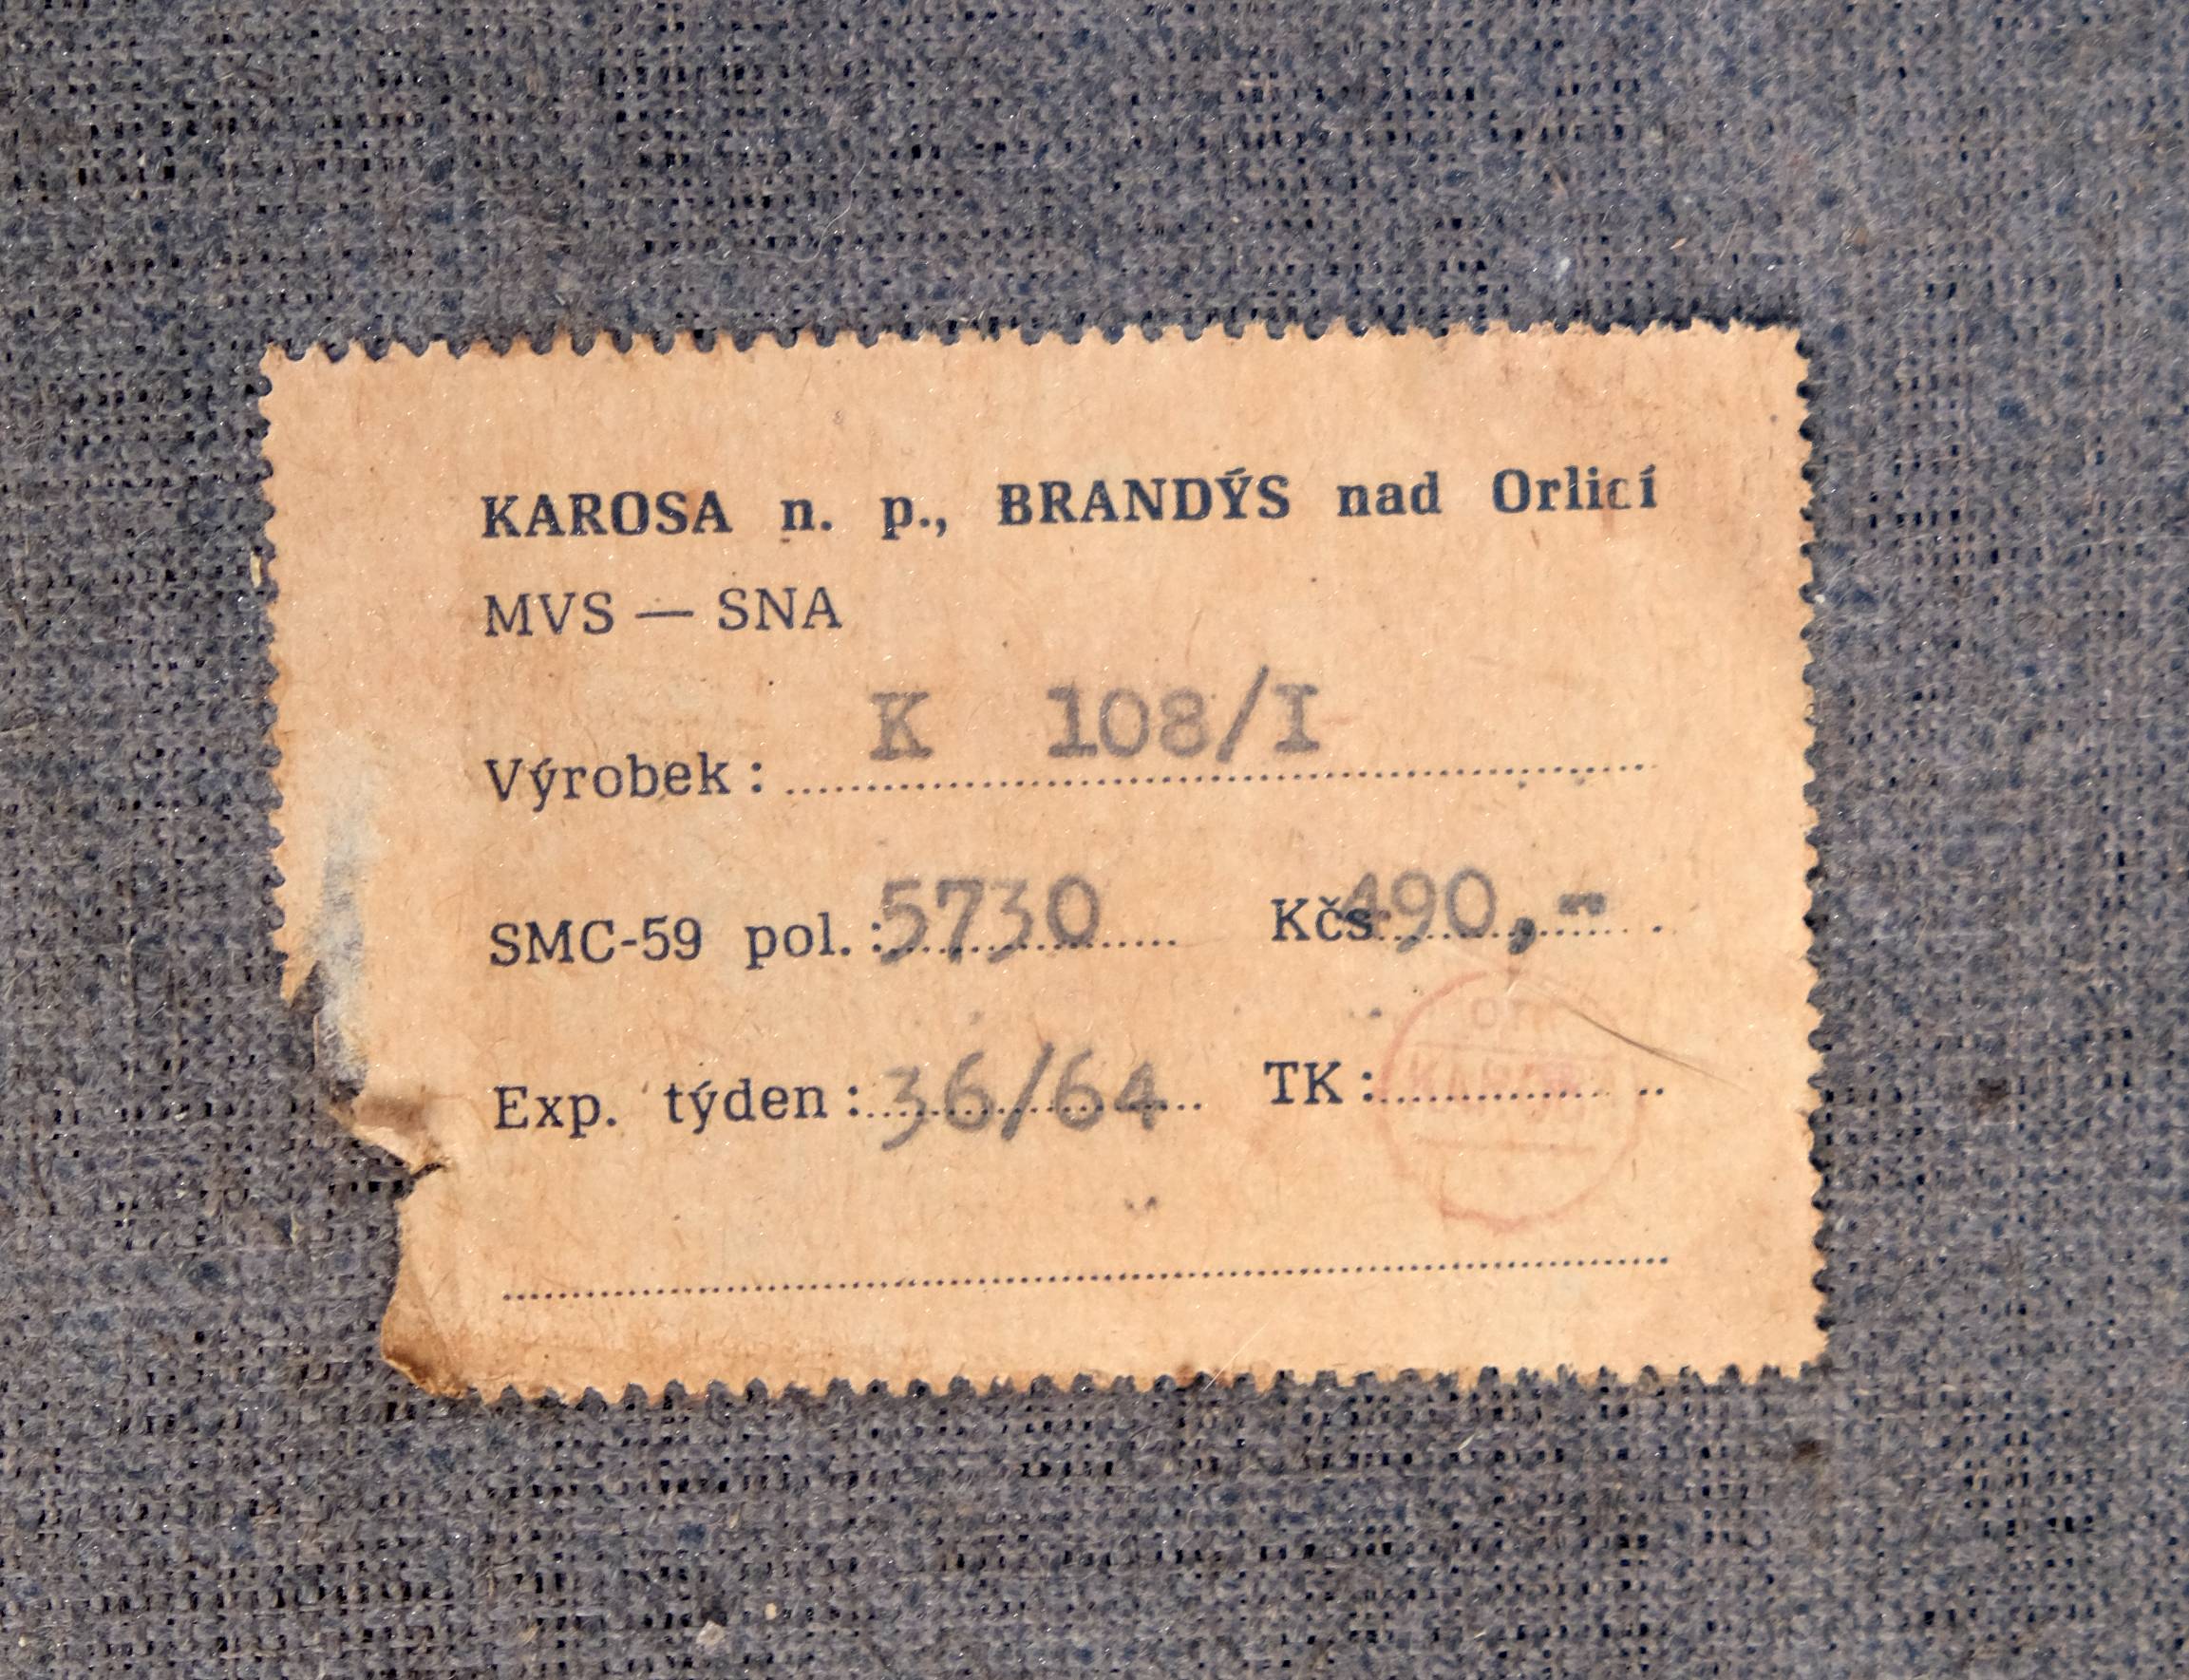 KAROSA n. p., BRANDÝS nad Orlicí
MVS — SNA
Výrobek: K 108/I
SMC-59 pol.: 5730 Kčs 490,-
Exp. týden: 36/64 TK: